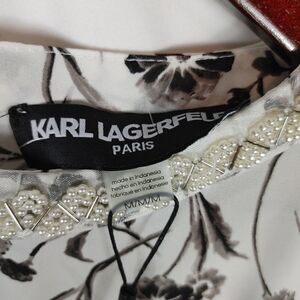 KARL LAGERFELD
PARIS
made in Indonesia
hecho en Indonesia
fabriqué en Indonésie
M/M/M